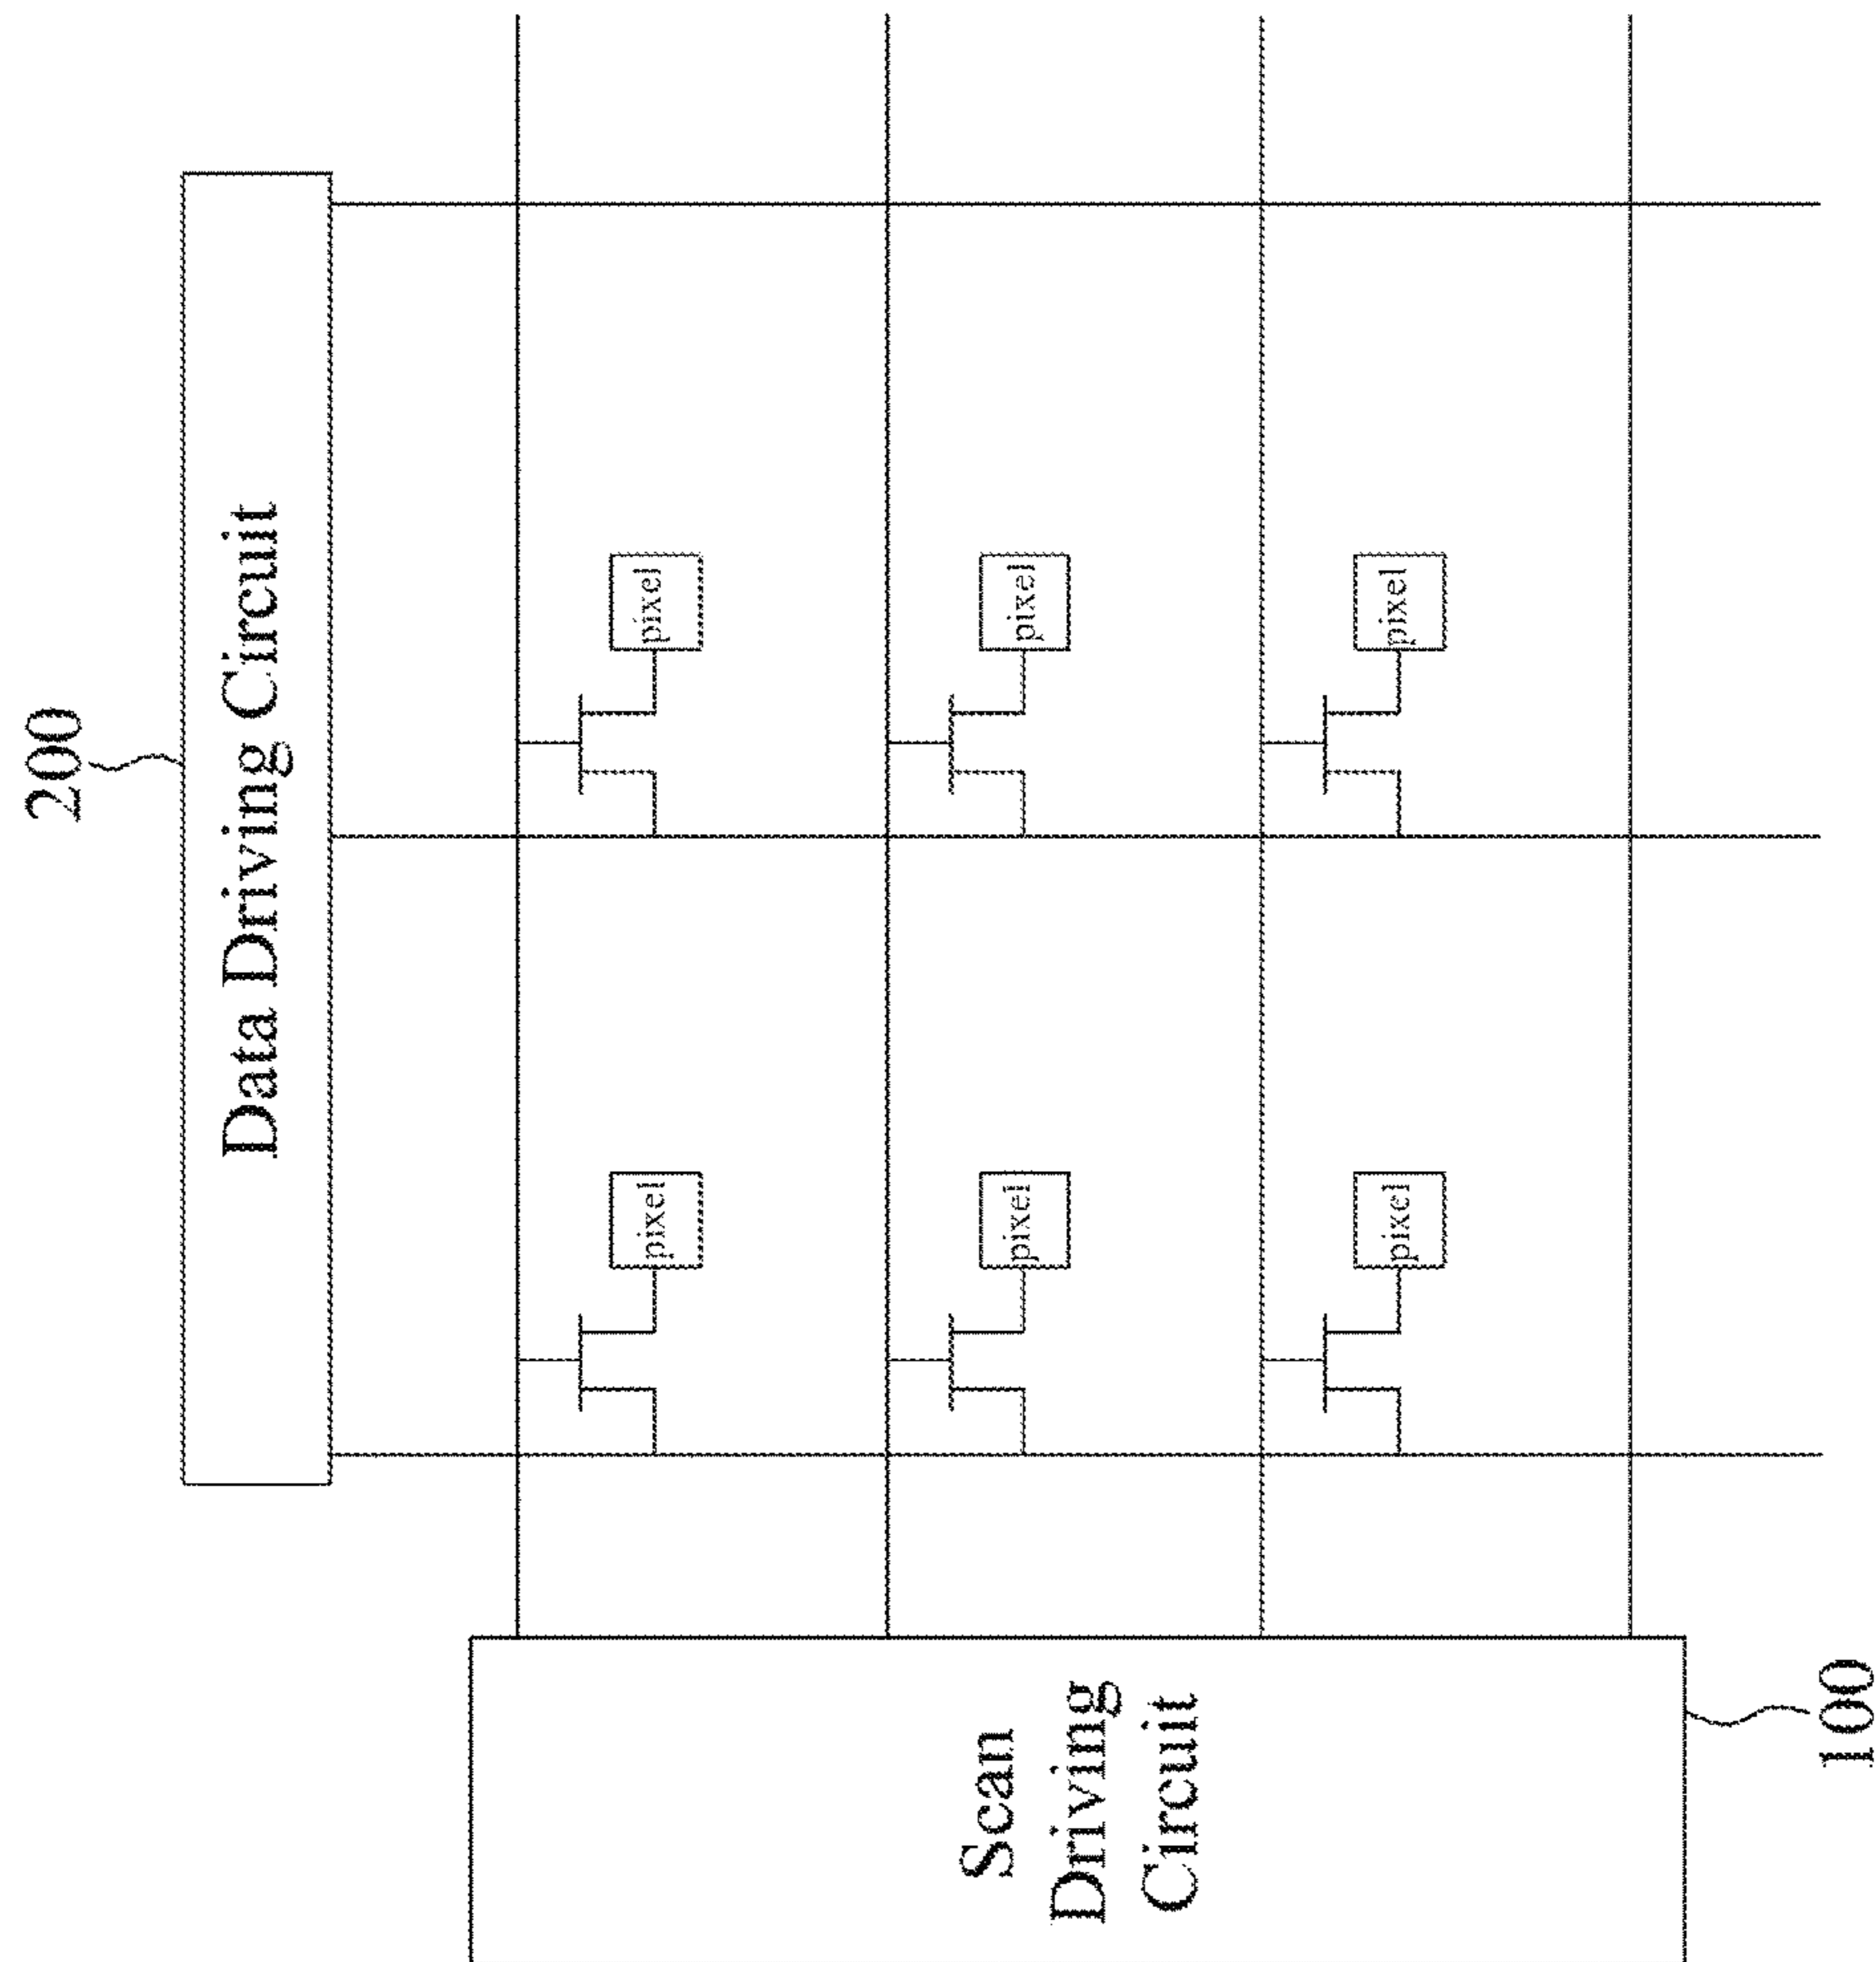 200
Data Driving Circuit
pixel
pixel
pixel
pixel
pixel
pixel
Scan
Driving
Circuit
100